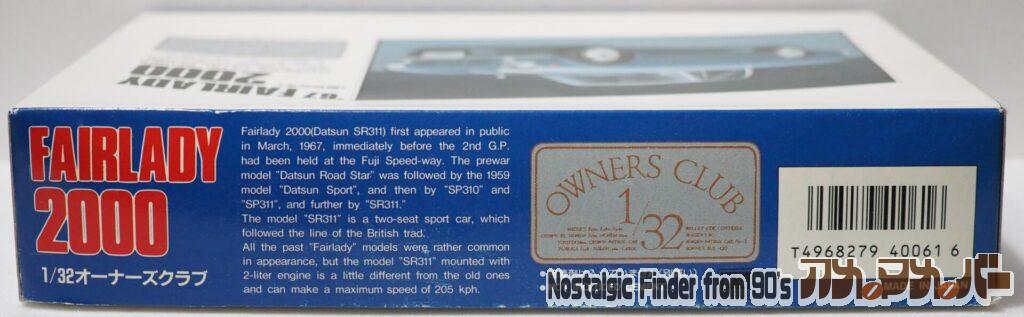 '67 FAIRLADY
2000
FAIRLADY
2000
1/32オーナーズクラブ
Fairlady 2000(Datsun SR311) first appeared in public
in March, 1967, immediately before the 2nd G.P.
had been held at the Fuji Speed-way. The prewar
model "Datsun Road Star" was followed by the 1959
model "Datsun Sport", and then by "SP310" and
"SP311", and further by "SR311."
The model "SR311" is a two-seat sport car, which
followed the line of the British trad.
All the past "Fairlady" models were rather common
in appearance, but the model "SR311" mounted with
2-liter engine is a little different from the old ones
and can make a maximum speed of 205 kph.
OWNERS CLUB
1/32
T4968279 40061 6
MADE IN JAPAN
Nostalgic Finder from 90's